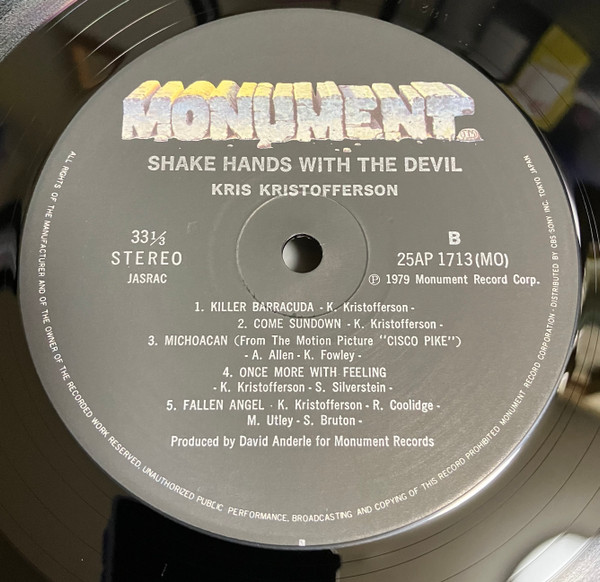 MONUMENT
SHAKE HANDS WITH THE DEVIL
KRIS KRISTOFFERSON
33⅓
STEREO
JASRAC
B
25AP 1713(MO)
Ⓟ 1979 Monument Record Corp.
1. KILLER BARRACUDA - K. Kristofferson -
2. COME SUNDOWN - K. Kristofferson -
3. MICHOACAN (From The Motion Picture "CISCO PIKE")
- A. Allen - K. Fowley -
4. ONCE MORE WITH FEELING
- K. Kristofferson - S. Silverstein -
5. FALLEN ANGEL - K. Kristofferson - R. Coolidge -
M. Utley - S. Bruton -
Produced by David Anderle for Monument Records
ALL RIGHTS OF THE MANUFACTURER AND OF THE OWNER OF THE RECORDED WORK RESERVED. UNAUTHORIZED PUBLIC PERFORMANCE, BROADCASTING AND COPYING OF THIS RECORD PROHIBITED MONUMENT RECORD CORPORATION - DISTRIBUTED BY CBS SONY INC. TOKYO JAPAN